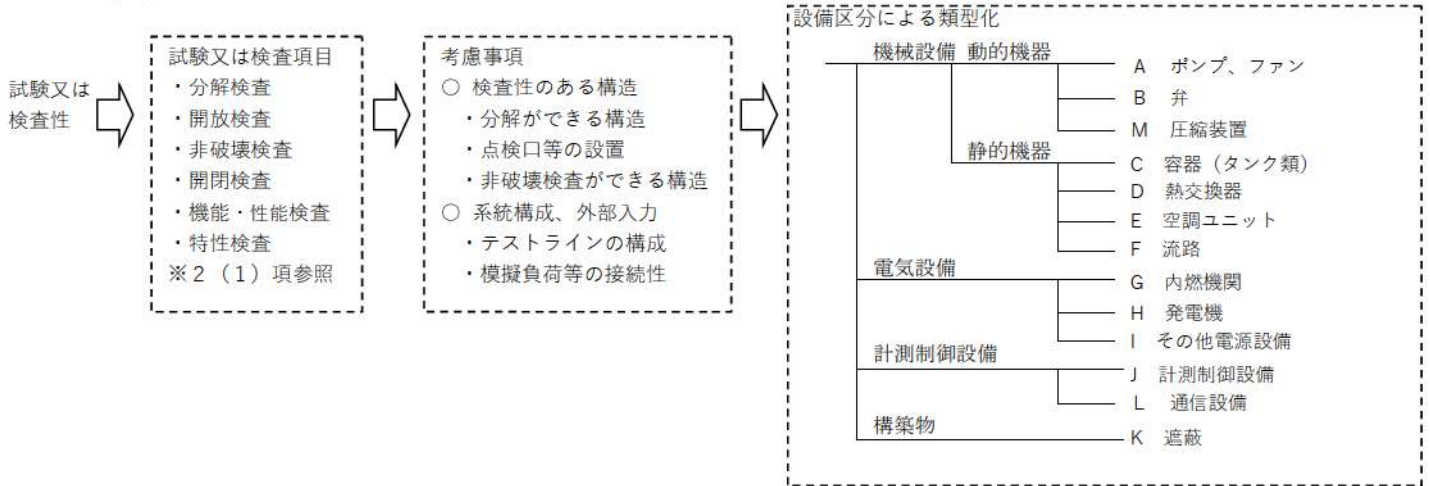 試験又は
検査性
試験又は検査項目
・分解検査
・開放検査
・非破壊検査
・開閉検査
・機能・性能検査
・特性検査
※２（１）項参照
考慮事項
○ 検査性のある構造
・分解ができる構造
・点検口等の設置
・非破壊検査ができる構造
○ 系統構成、外部入力
・テストラインの構成
・模擬負荷等の接続性
設備区分による類型化
機械設備 動的機器
A ポンプ、ファン
B 弁
M 圧縮装置
静的機器
C 容器（タンク類）
D 熱交換器
E 空調ユニット
F 流路
電気設備
G 内燃機関
H 発電機
I その他電源設備
計測制御設備
J 計測制御設備
L 通信設備
構築物
K 遮蔽